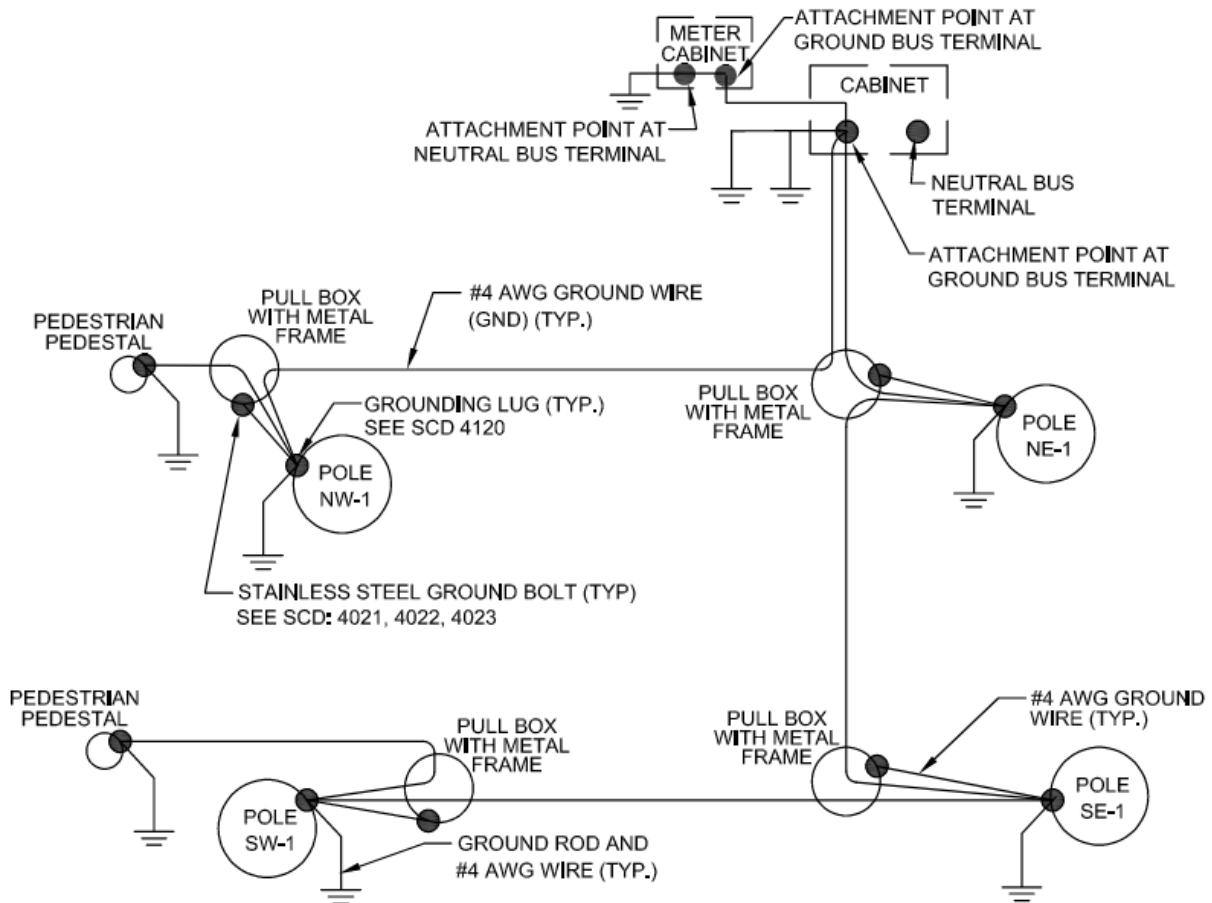 METER
CABINET
ATTACHMENT POINT AT
GROUND BUS TERMINAL
CABINET
ATTACHMENT POINT AT
NEUTRAL BUS TERMINAL
NEUTRAL BUS
TERMINAL
ATTACHMENT POINT AT
GROUND BUS TERMINAL
#4 AWG GROUND WIRE
(GND) (TYP.)
PULL BOX
WITH METAL
FRAME
PEDESTRIAN
PEDESTAL
GROUNDING LUG (TYP.)
SEE SCD 4120
PULL BOX
WITH METAL
FRAME
POLE
NE-1
POLE
NW-1
STAINLESS STEEL GROUND BOLT (TYP)
SEE SCD: 4021, 4022, 4023
PEDESTRIAN
PEDESTAL
PULL BOX
WITH METAL
FRAME
PULL BOX
WITH METAL
FRAME
#4 AWG GROUND
WIRE (TYP.)
POLE
SW-1
POLE
SE-1
GROUND ROD AND
#4 AWG WIRE (TYP.)